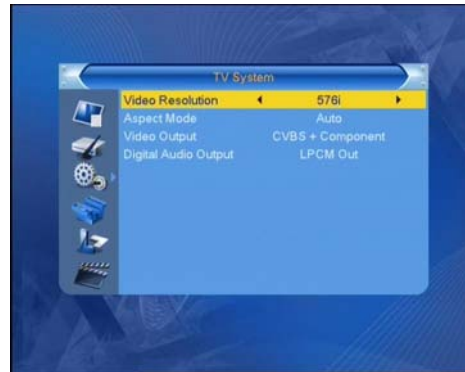 TV System
Video Resolution 576i
Aspect Mode Auto
Video Output CVBS + Component
Digital Audio Output LPCM Out